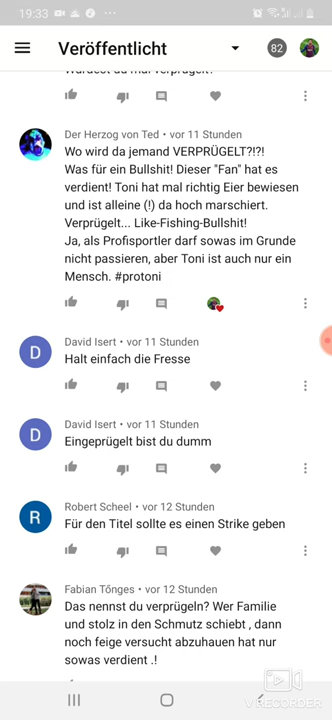 19:33
Veröffentlicht
82
Würdest du mal verprügelt?
Der Herzog von Ted • vor 11 Stunden
Wo wird da jemand VERPRÜGELT?!?!
Was für ein Bullshit! Dieser "Fan" hat es
verdient! Toni hat mal richtig Eier bewiesen
und ist alleine (!) da hoch marschiert.
Verprügelt... Like-Fishing-Bullshit!
Ja, als Profisportler darf sowas im Grunde
nicht passieren, aber Toni ist auch nur ein
Mensch. #protoni
D
David Isert • vor 11 Stunden
Halt einfach die Fresse
D
David Isert • vor 11 Stunden
Eingeprügelt bist du dumm
R
Robert Scheel • vor 12 Stunden
Für den Titel sollte es einen Strike geben
Fabian Tönges • vor 12 Stunden
Das nennst du verprügeln? Wer Familie
und stolz in den Schmutz schiebt , dann
noch feige versucht abzuhauen hat nur
sowas verdient .!
V RECORDER